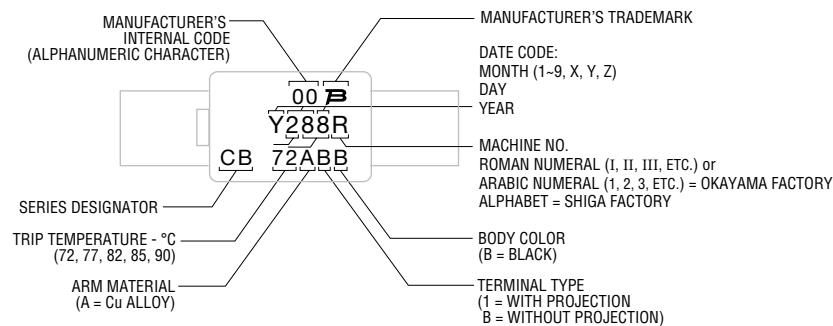 MANUFACTURER'S
INTERNAL CODE
(ALPHANUMERIC CHARACTER)
MANUFACTURER'S TRADEMARK
DATE CODE:
MONTH (1~9, X, Y, Z)
DAY
YEAR
MACHINE NO.
ROMAN NUMERAL (I, II, III, ETC.) or
ARABIC NUMERAL (1, 2, 3, ETC.) = OKAYAMA FACTORY
ALPHABET = SHIGA FACTORY
00 B
Y288R
CB 72ABB
SERIES DESIGNATOR
TRIP TEMPERATURE - °C
(72, 77, 82, 85, 90)
ARM MATERIAL
(A = Cu ALLOY)
BODY COLOR
(B = BLACK)
TERMINAL TYPE
(1 = WITH PROJECTION
B = WITHOUT PROJECTION)